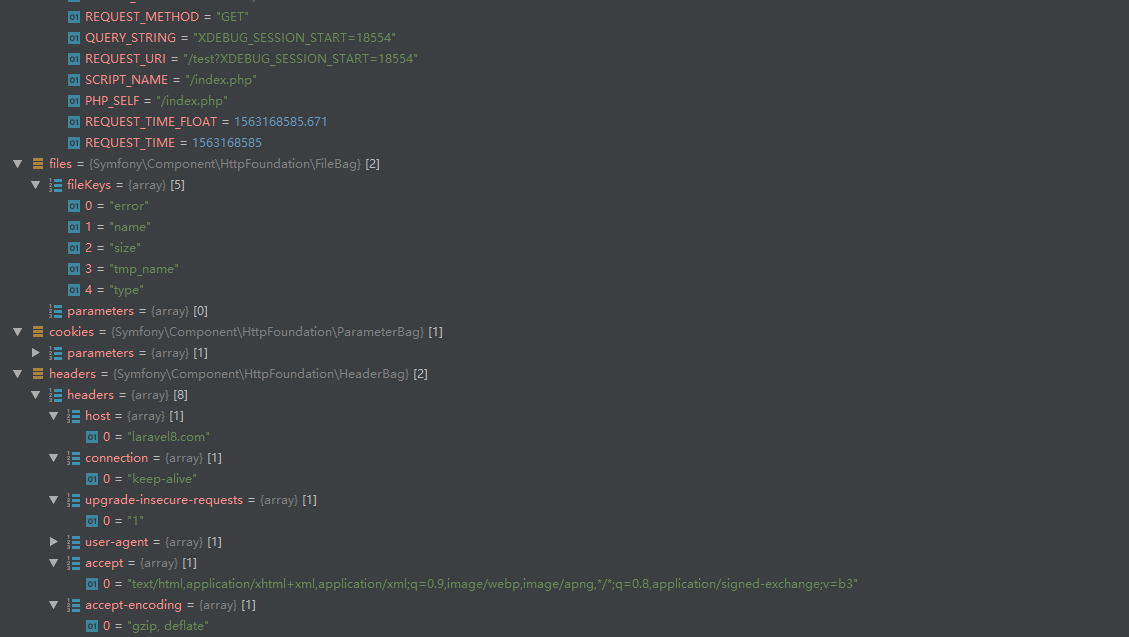 REQUEST_METHOD = "GET"
QUERY_STRING = "XDEBUG_SESSION_START=18554"
REQUEST_URI = "/test?XDEBUG_SESSION_START=18554"
SCRIPT_NAME = "/index.php"
PHP_SELF = "/index.php"
REQUEST_TIME_FLOAT = 1563168585.671
REQUEST_TIME = 1563168585
files = {Symfony\Component\HttpFoundation\FileBag} [2]
fileKeys = {array} [5]
0 = "error"
1 = "name"
2 = "size"
3 = "tmp_name"
4 = "type"
parameters = {array} [0]
cookies = {Symfony\Component\HttpFoundation\ParameterBag} [1]
parameters = {array} [1]
headers = {Symfony\Component\HttpFoundation\HeaderBag} [2]
headers = {array} [8]
host = {array} [1]
0 = "laravel8.com"
connection = {array} [1]
0 = "keep-alive"
upgrade-insecure-requests = {array} [1]
0 = "1"
user-agent = {array} [1]
accept = {array} [1]
0 = "text/html,application/xhtml+xml,application/xml;q=0.9,image/webp,image/apng,*/*;q=0.8,application/signed-exchange;v=b3"
accept-encoding = {array} [1]
0 = "gzip, deflate"